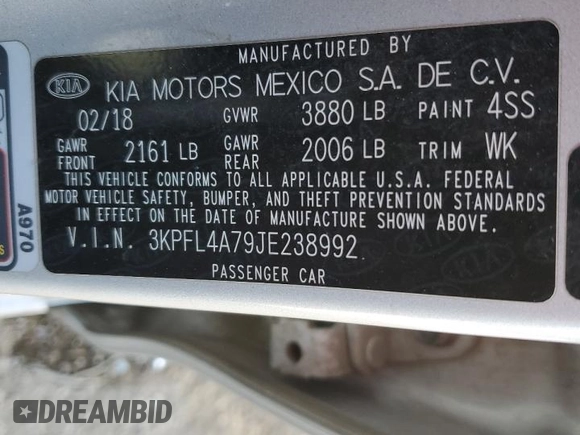 MANUFACTURED BY
KIA KIA MOTORS MEXICO S.A. DE C.V.
02/18 GVWR 3880 LB PAINT 4SS
GAWR FRONT 2161 LB GAWR REAR 2006 LB TRIM WK
THIS VEHICLE CONFORMS TO ALL APPLICABLE U.S.A. FEDERAL
MOTOR VEHICLE SAFETY, BUMPER, AND THEFT PREVENTION STANDARDS
IN EFFECT ON THE DATE OF MANUFACTURE SHOWN ABOVE.
V.I.N. 3KPFL4A79JE238992
PASSENGER CAR
A970
DREAMBID